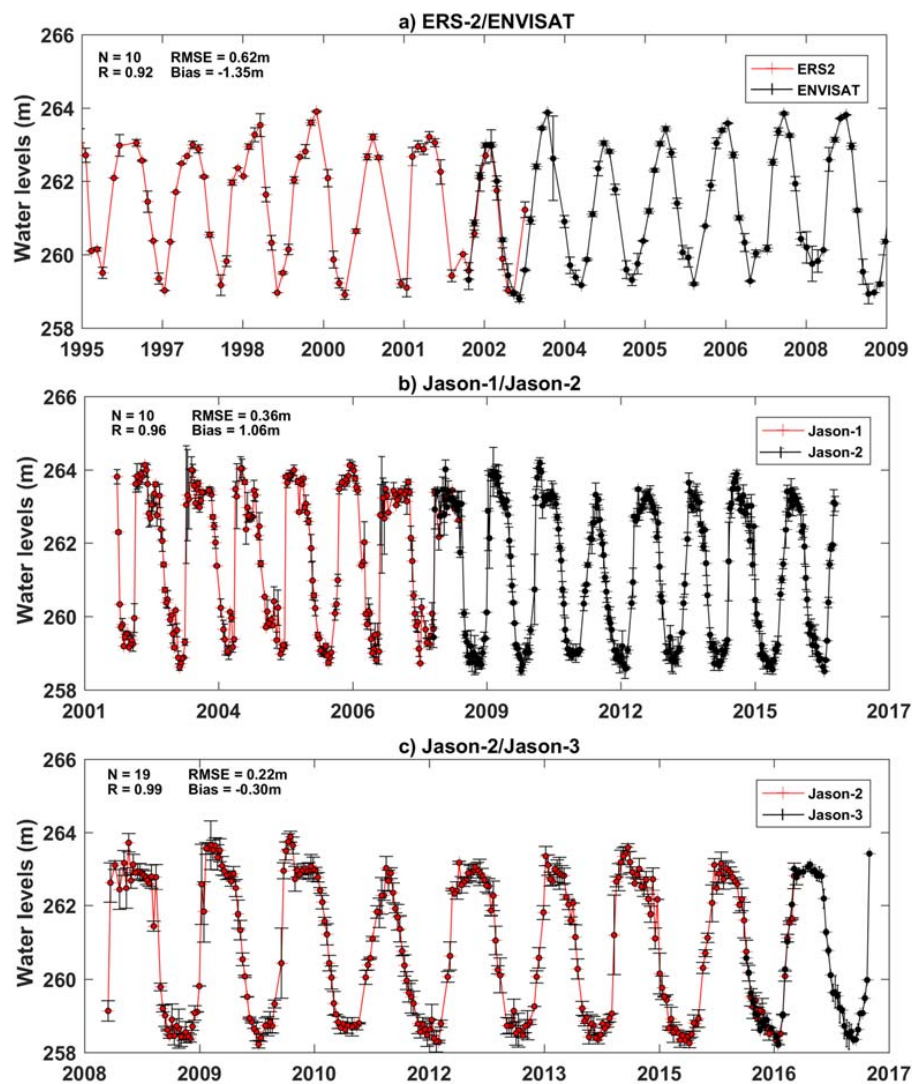 a) ERS-2/ENVISAT
N = 10 RMSE = 0.62m
R = 0.92 Bias = -1.35m
ERS2
ENVISAT
Water levels (m)
266
264
262
260
258
1995 1997 1998 2000 2001 2002 2004 2005 2006 2008 2009
b) Jason-1/Jason-2
N = 10 RMSE = 0.36m
R = 0.96 Bias = 1.06m
Jason-1
Jason-2
Water levels (m)
266
264
262
260
258
2001 2004 2006 2009 2012 2015 2017
c) Jason-2/Jason-3
N = 19 RMSE = 0.22m
R = 0.99 Bias = -0.30m
Jason-2
Jason-3
Water levels (m)
266
264
262
260
258
2008 2009 2010 2012 2013 2015 2016 2017